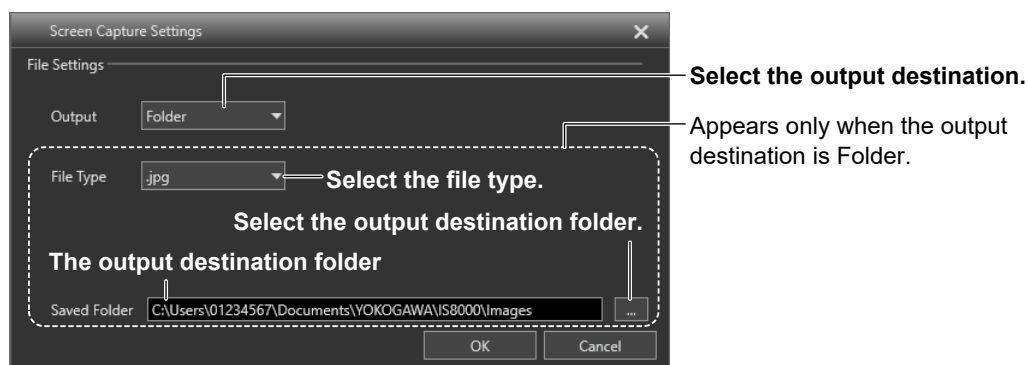 Screen Capture Settings
File Settings
Select the output destination.
Output Folder
Appears only when the output
destination is Folder.
File Type .jpg
Select the file type.
Select the output destination folder.
The output destination folder
Saved Folder C:\Users\01234567\Documents\YOKOGAWA\IS8000\Images ...
OK Cancel